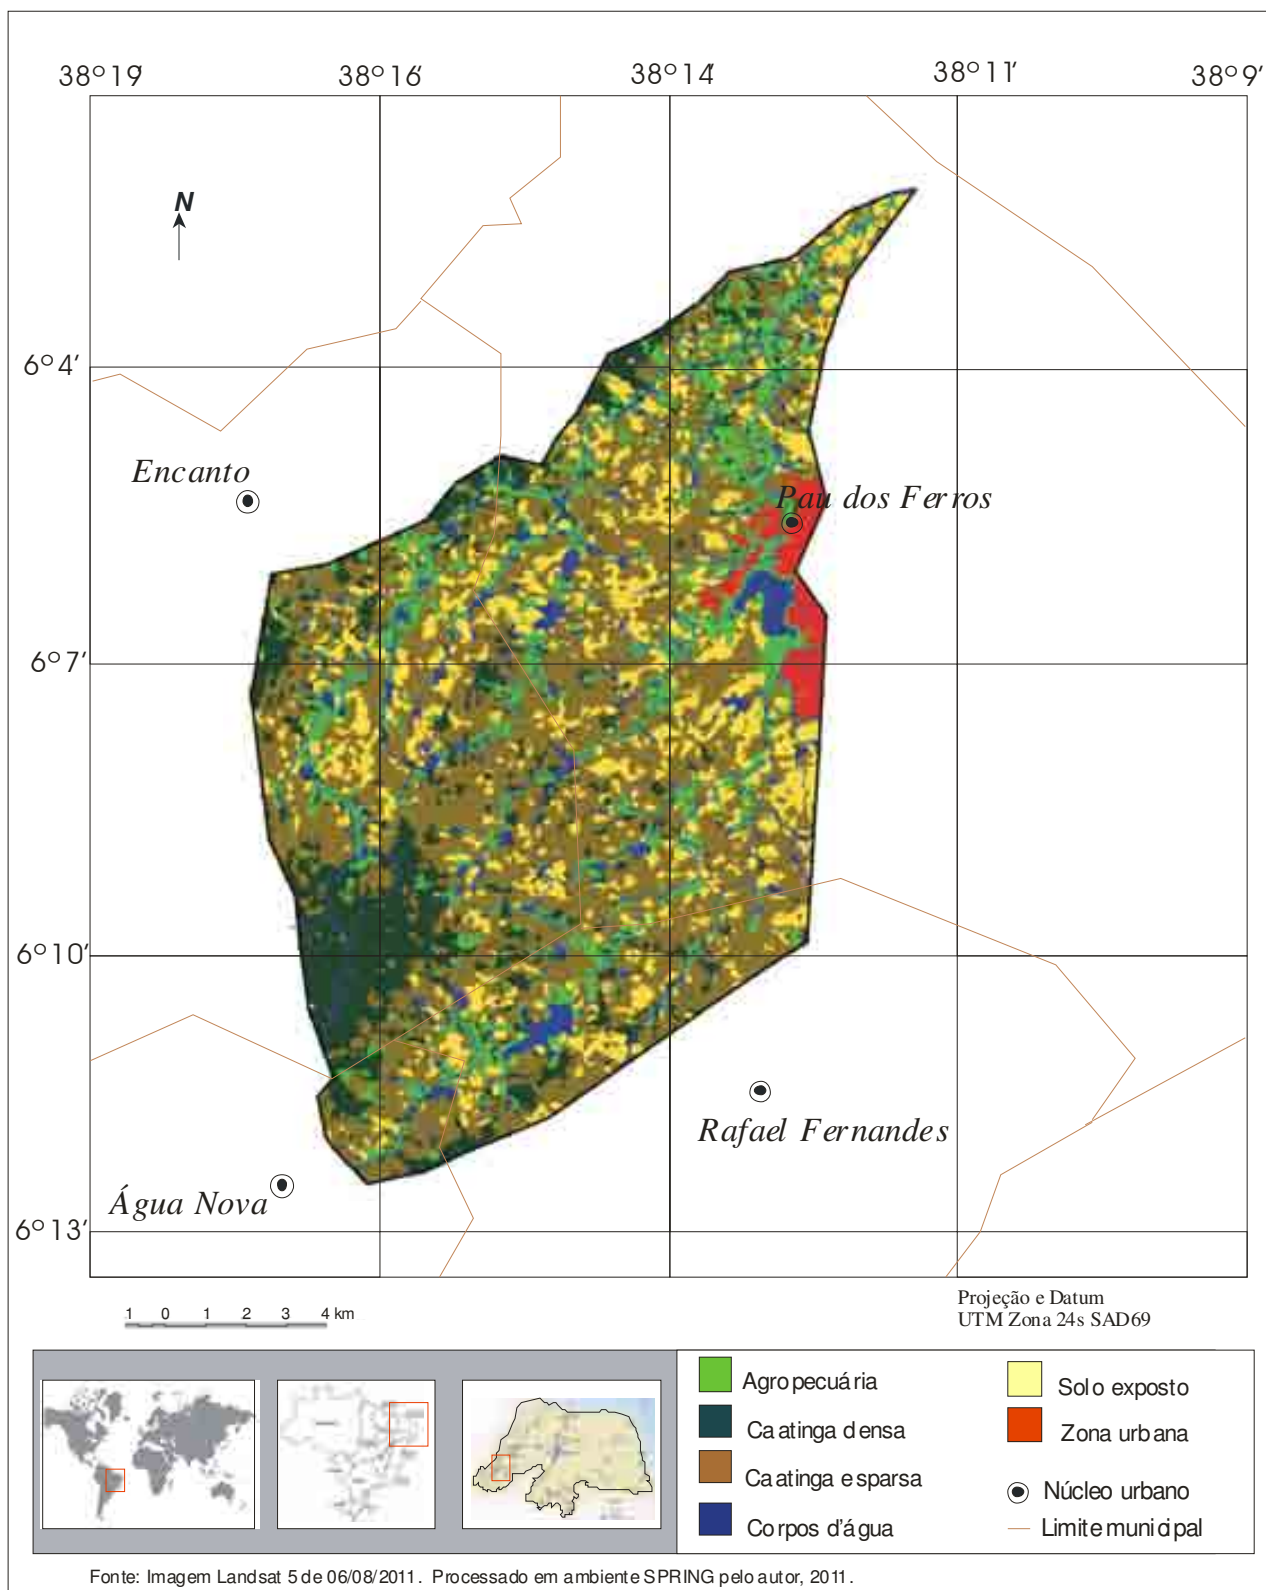 38°19' 38°16' 38°14' 38°11' 38°9'
N
6°4'
Encanto
Pau dos Ferros
6°7'
6°10'
Rafael Fernandes
Água Nova
6°13'
1 0 1 2 3 4 km
Projeção e Datum
UTM Zona 24s SAD69
Agropecuária
Caatinga densa
Caatinga esparsa
Corpos d'água
Solo exposto
Zona urbana
Núcleo urbano
Limite municipal
Fonte: Imagem Landsat 5 de 06/08/2011. Processado em ambiente SPRING pelo autor, 2011.